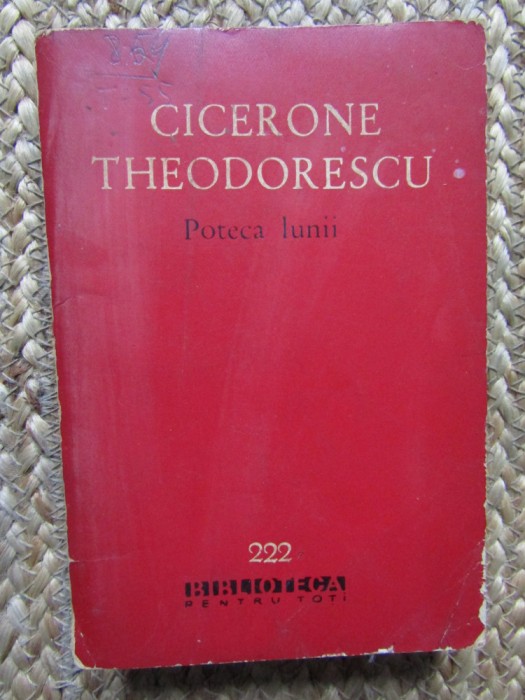 CICERONE
THEODORESCU
Poteca lunii
222
BIBLIOTECA
PENTRU TOȚI